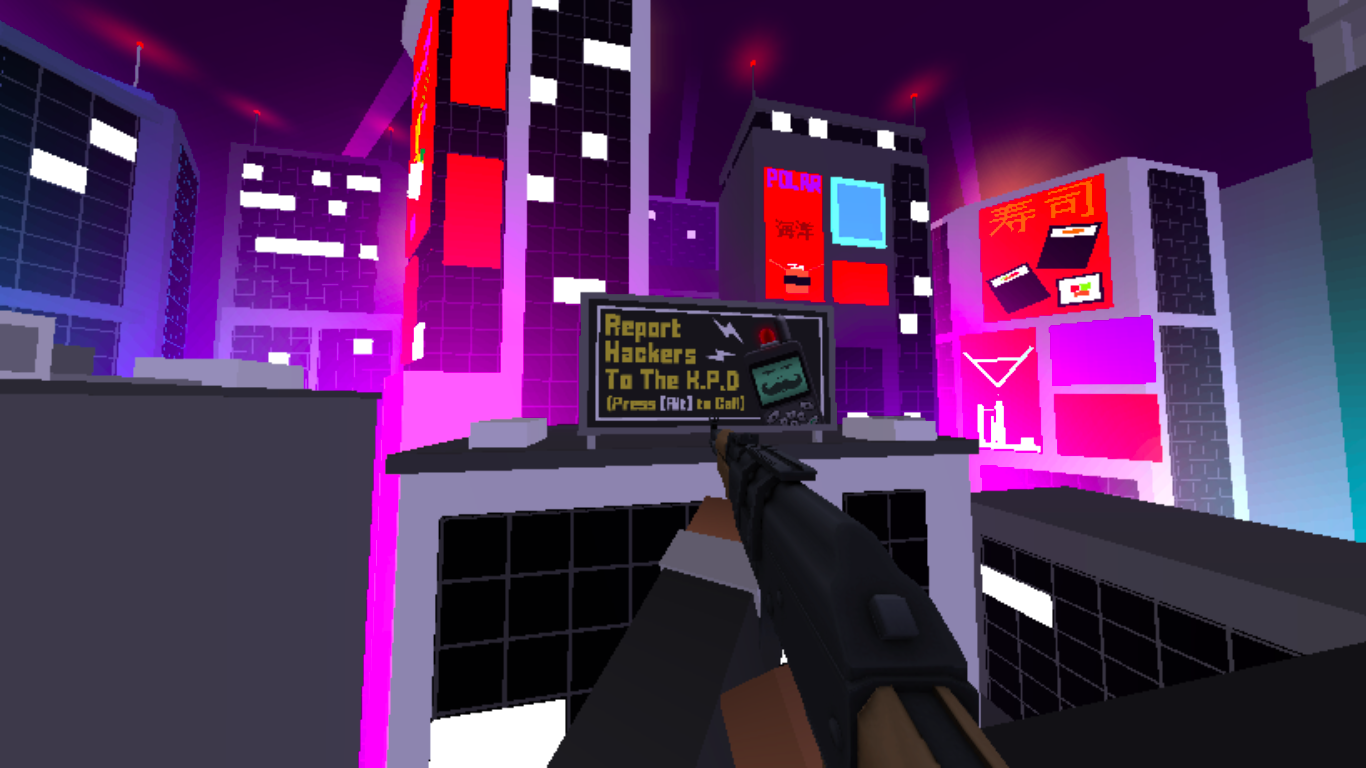 POLAR
寿司
Report
Hackers
To The K.P.D
(Press [Alt] to Call)